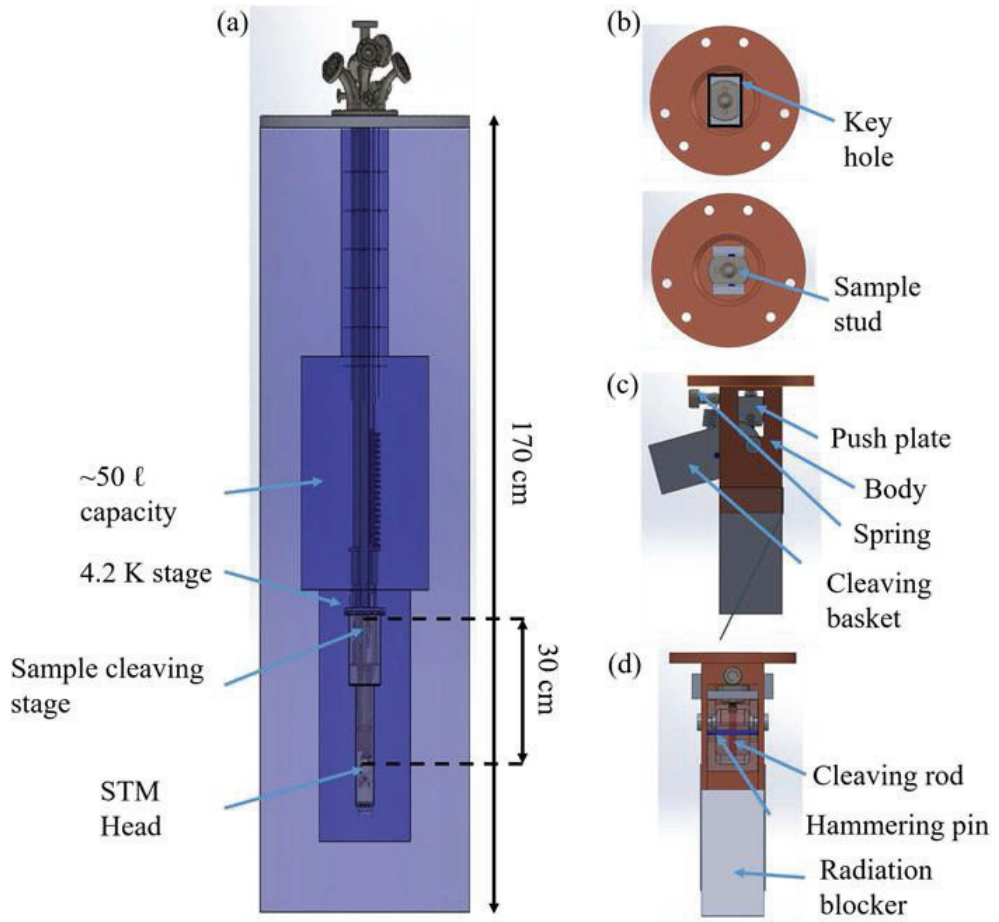 (a)
170 cm
~50 ℓ
capacity
4.2 K stage
Sample cleaving
stage
30 cm
STM
Head
(b)
Key
hole
Sample
stud
(c)
Push plate
Body
Spring
Cleaving
basket
(d)
Cleaving rod
Hammering pin
Radiation
blocker